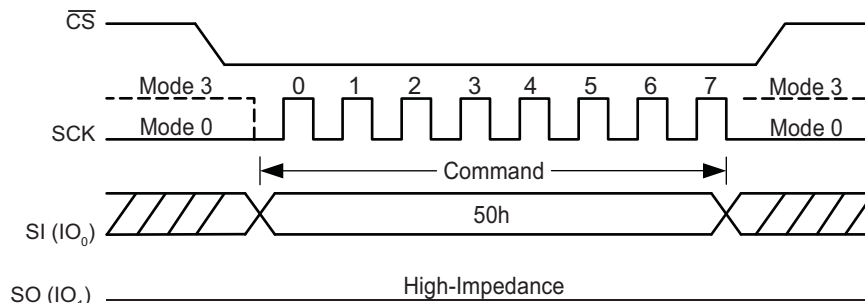 CS
0 1 2 3 4 5 6 7
Mode 3 Mode 3
SCK Mode 0 Mode 0
Command
50h
SI (IO₀)
High-Impedance
SO (IO₁)